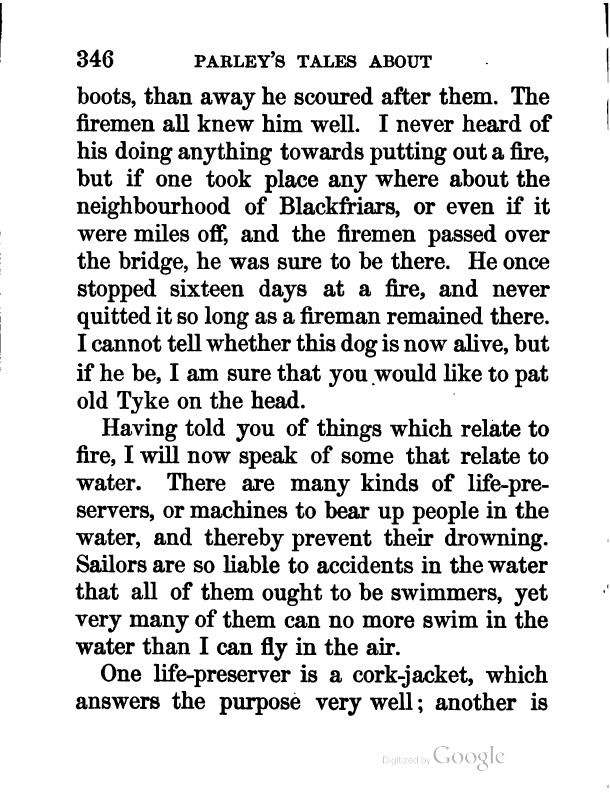 346 PARLEY'S TALES ABOUT
boots, than away he scoured after them. The
firemen all knew him well. I never heard of
his doing anything towards putting out a fire,
but if one took place any where about the
neighbourhood of Blackfriars, or even if it
were miles off, and the firemen passed over
the bridge, he was sure to be there. He once
stopped sixteen days at a fire, and never
quitted it so long as a fireman remained there.
I cannot tell whether this dog is now alive, but
if he be, I am sure that you would like to pat
old Tyke on the head.
Having told you of things which relate to
fire, I will now speak of some that relate to
water. There are many kinds of life-pre-
servers, or machines to bear up people in the
water, and thereby prevent their drowning.
Sailors are so liable to accidents in the water
that all of them ought to be swimmers, yet
very many of them can no more swim in the
water than I can fly in the air.
One life-preserver is a cork-jacket, which
answers the purpose very well; another is
Digitized by Google